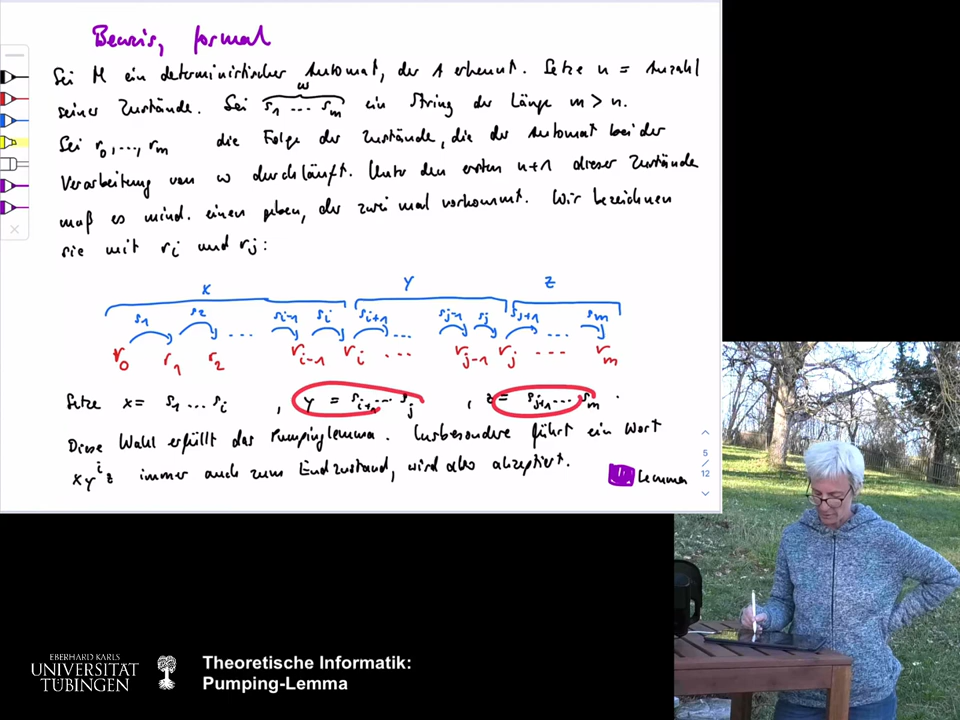 Beweis, formal
Sei M ein deterministischer Automat, der A erkennt. Setze n = Anzahl
w
seiner Zustände. Sei s1 ... sm ein String der Länge m > n.
Sei r0, ..., rm die Folge der Zustände, die der Automat bei der
Verarbeitung von w durchläuft. Unter den ersten n+1 dieser Zustände
muß es mind. einen geben, der zwei mal vorkommt. Wir bezeichnen
sie mit ri und rj:
x y z
s1 s2 ... si-1 si si+1 ... sj-1 sj sj+1 ... sm
r0 r1 r2 ri-1 ri ... rj-1 rj ... rm
Setze x = s1 ... si , y = si+1 ... sj , z = sj+1 ... sm .
Diese Wahl erfüllt das Pumpinglemma. Insbesondere führt ein Wort
xy^iz immer auch zum Endzustand, wird also akzeptiert.
Lemma
5
/
12
EBERHARD KARLS
UNIVERSITÄT
TÜBINGEN
Theoretische Informatik:
Pumping-Lemma